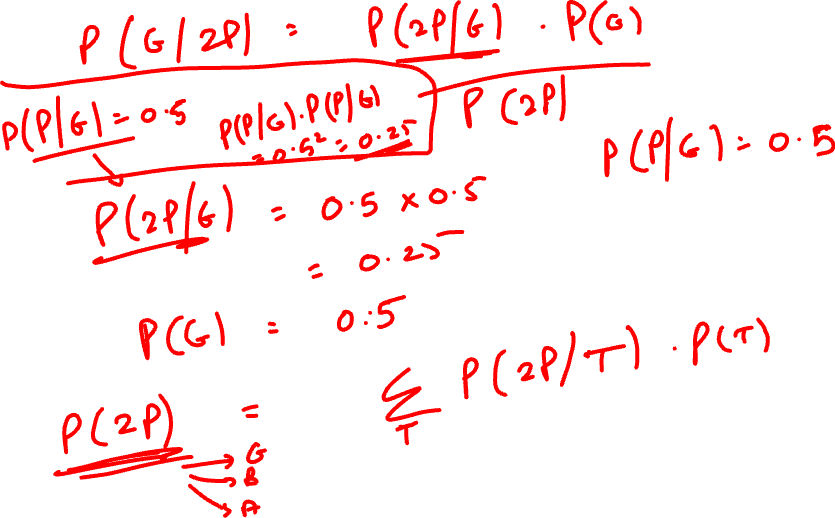 P(G/2P) = P(2P/G) . P(G)
P(2P)
P(P/G) = 0.5 P(P/G).P(P/G)
= 0.5² = 0.25
P(P/G) = 0.5
P(2P/G) = 0.5 x 0.5
= 0.25
P(G) = 0.5
P(2P) = Σ P(2P/T) . P(T)
T
G
B
A